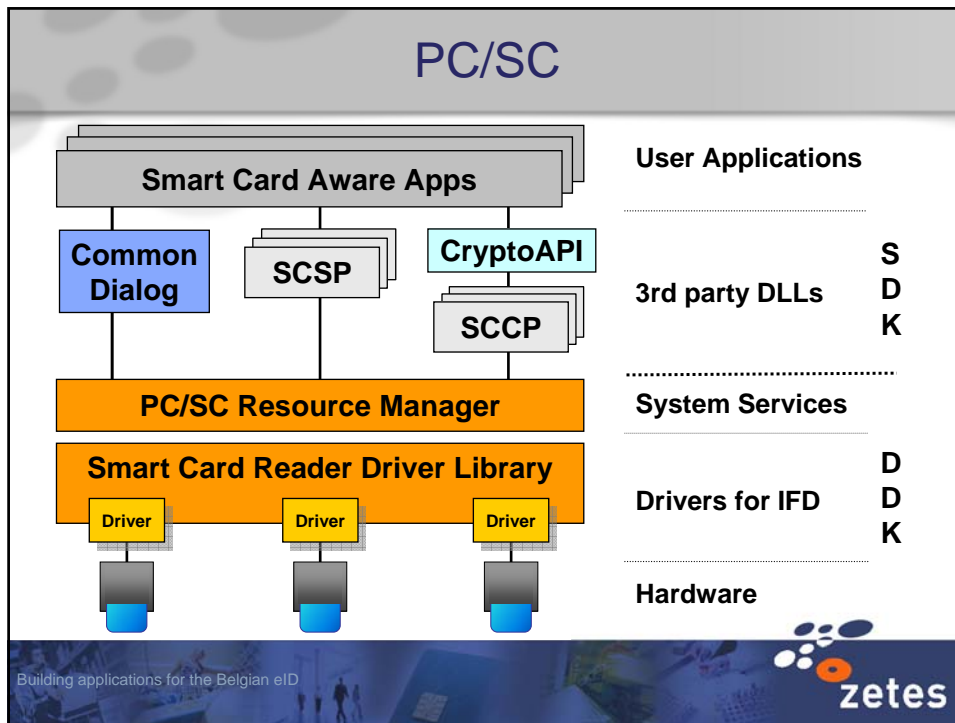 PC/SC
Smart Card Aware Apps
User Applications
Common
Dialog
SCSP
CryptoAPI
SCCP
3rd party DLLs
S
D
K
PC/SC Resource Manager
System Services
Smart Card Reader Driver Library
Driver
Driver
Driver
Drivers for IFD
D
D
K
Hardware
Building applications for the Belgian eID
zetes